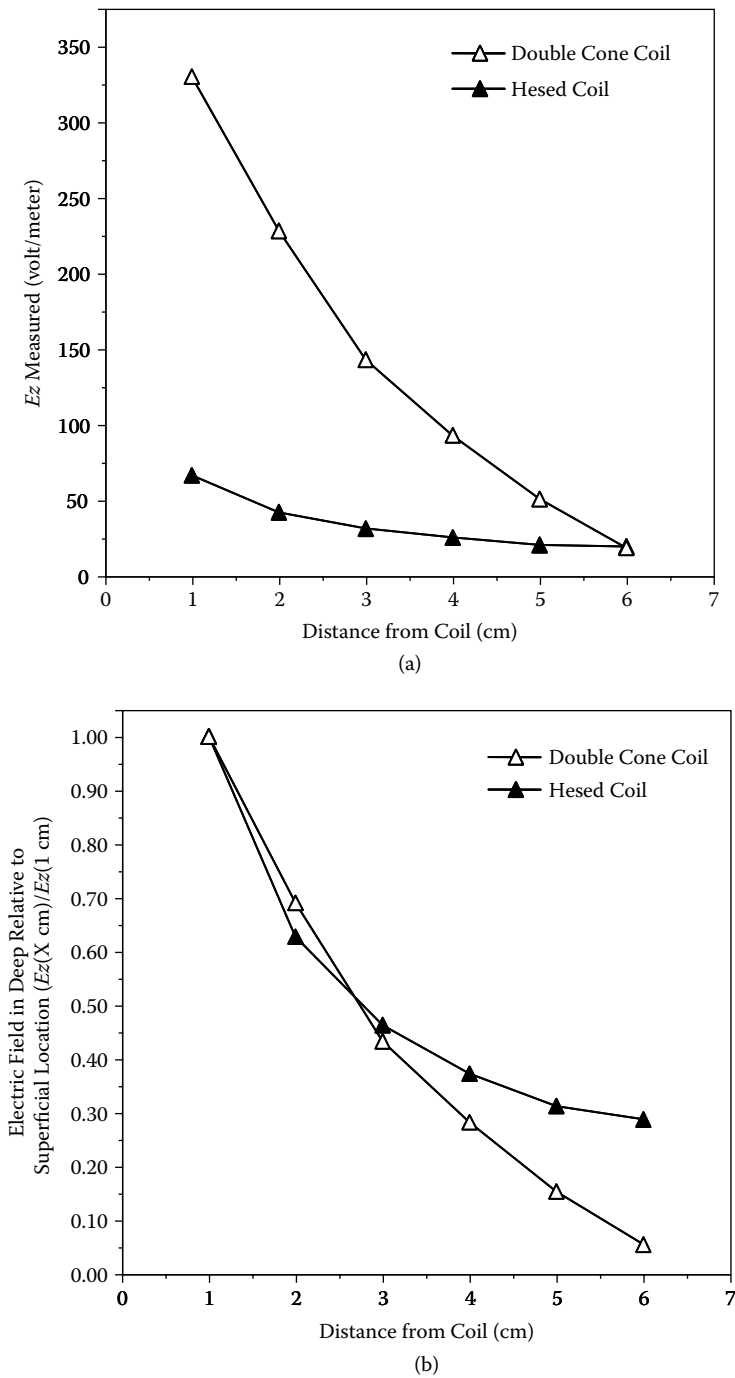 350
300
250
200
150
100
50
0
Ez Measured (volt/meter)
Double Cone Coil
Hesed Coil
0 1 2 3 4 5 6 7
Distance from Coil (cm)
(a)
1.00
0.90
0.80
0.70
0.60
0.50
0.40
0.30
0.20
0.10
0.00
Electric Field in Deep Relative to
Superficial Location (Ez(X cm)/Ez(1 cm)
Double Cone Coil
Hesed Coil
0 1 2 3 4 5 6 7
Distance from Coil (cm)
(b)